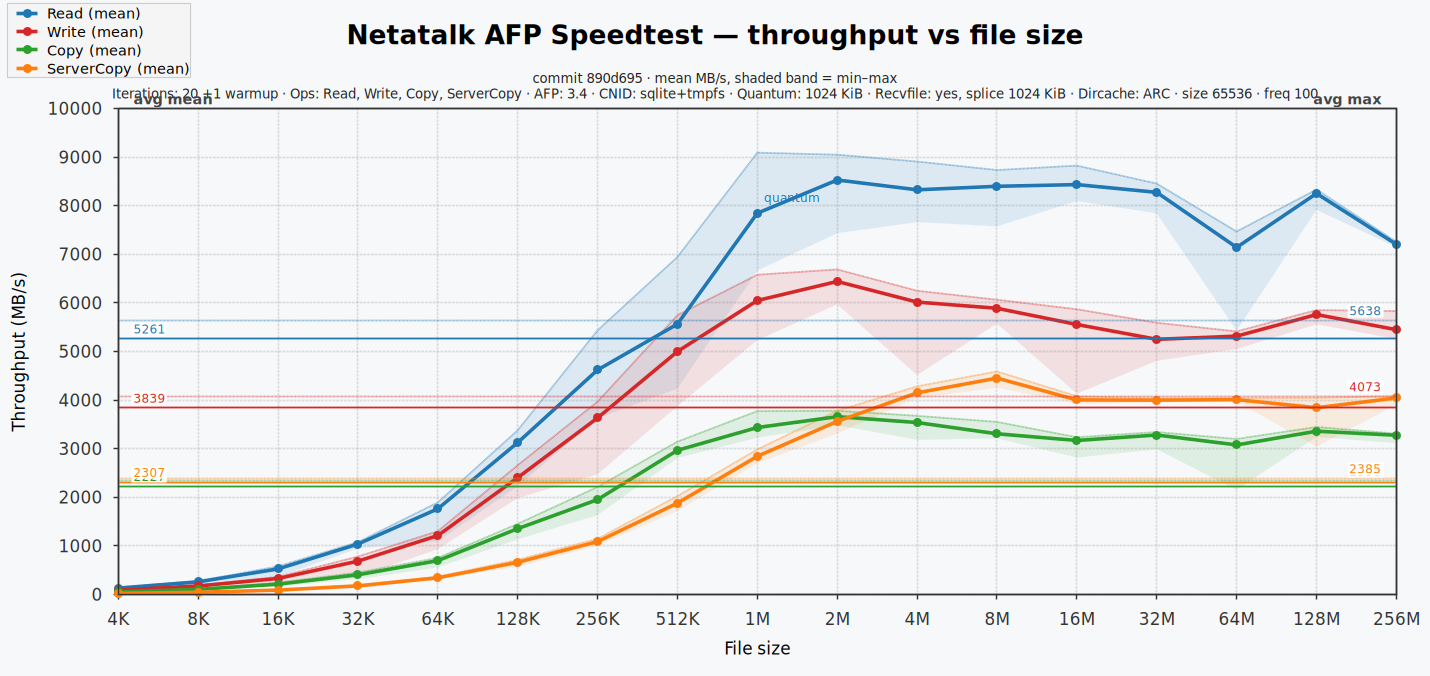 Read (mean)
Write (mean)
Copy (mean)
ServerCopy (mean)
Netatalk AFP Speedtest — throughput vs file size
commit 890d695 · mean MB/s, shaded band = min–max
Iterations: 20 +1 warmup · Ops: Read, Write, Copy, ServerCopy · AFP: 3.4 · CNID: sqlite+tmpfs · Quantum: 1024 KiB · Recvfile: yes, splice 1024 KiB · Dircache: ARC · size 65536 · freq 100
avg mean
avg max
10000
9000
8000
7000
6000
5000
4000
3000
2000
1000
0
Throughput (MB/s)
quantum
5261
5638
3839
4073
2307
2385
4K 8K 16K 32K 64K 128K 256K 512K 1M 2M 4M 8M 16M 32M 64M 128M 256M
File size